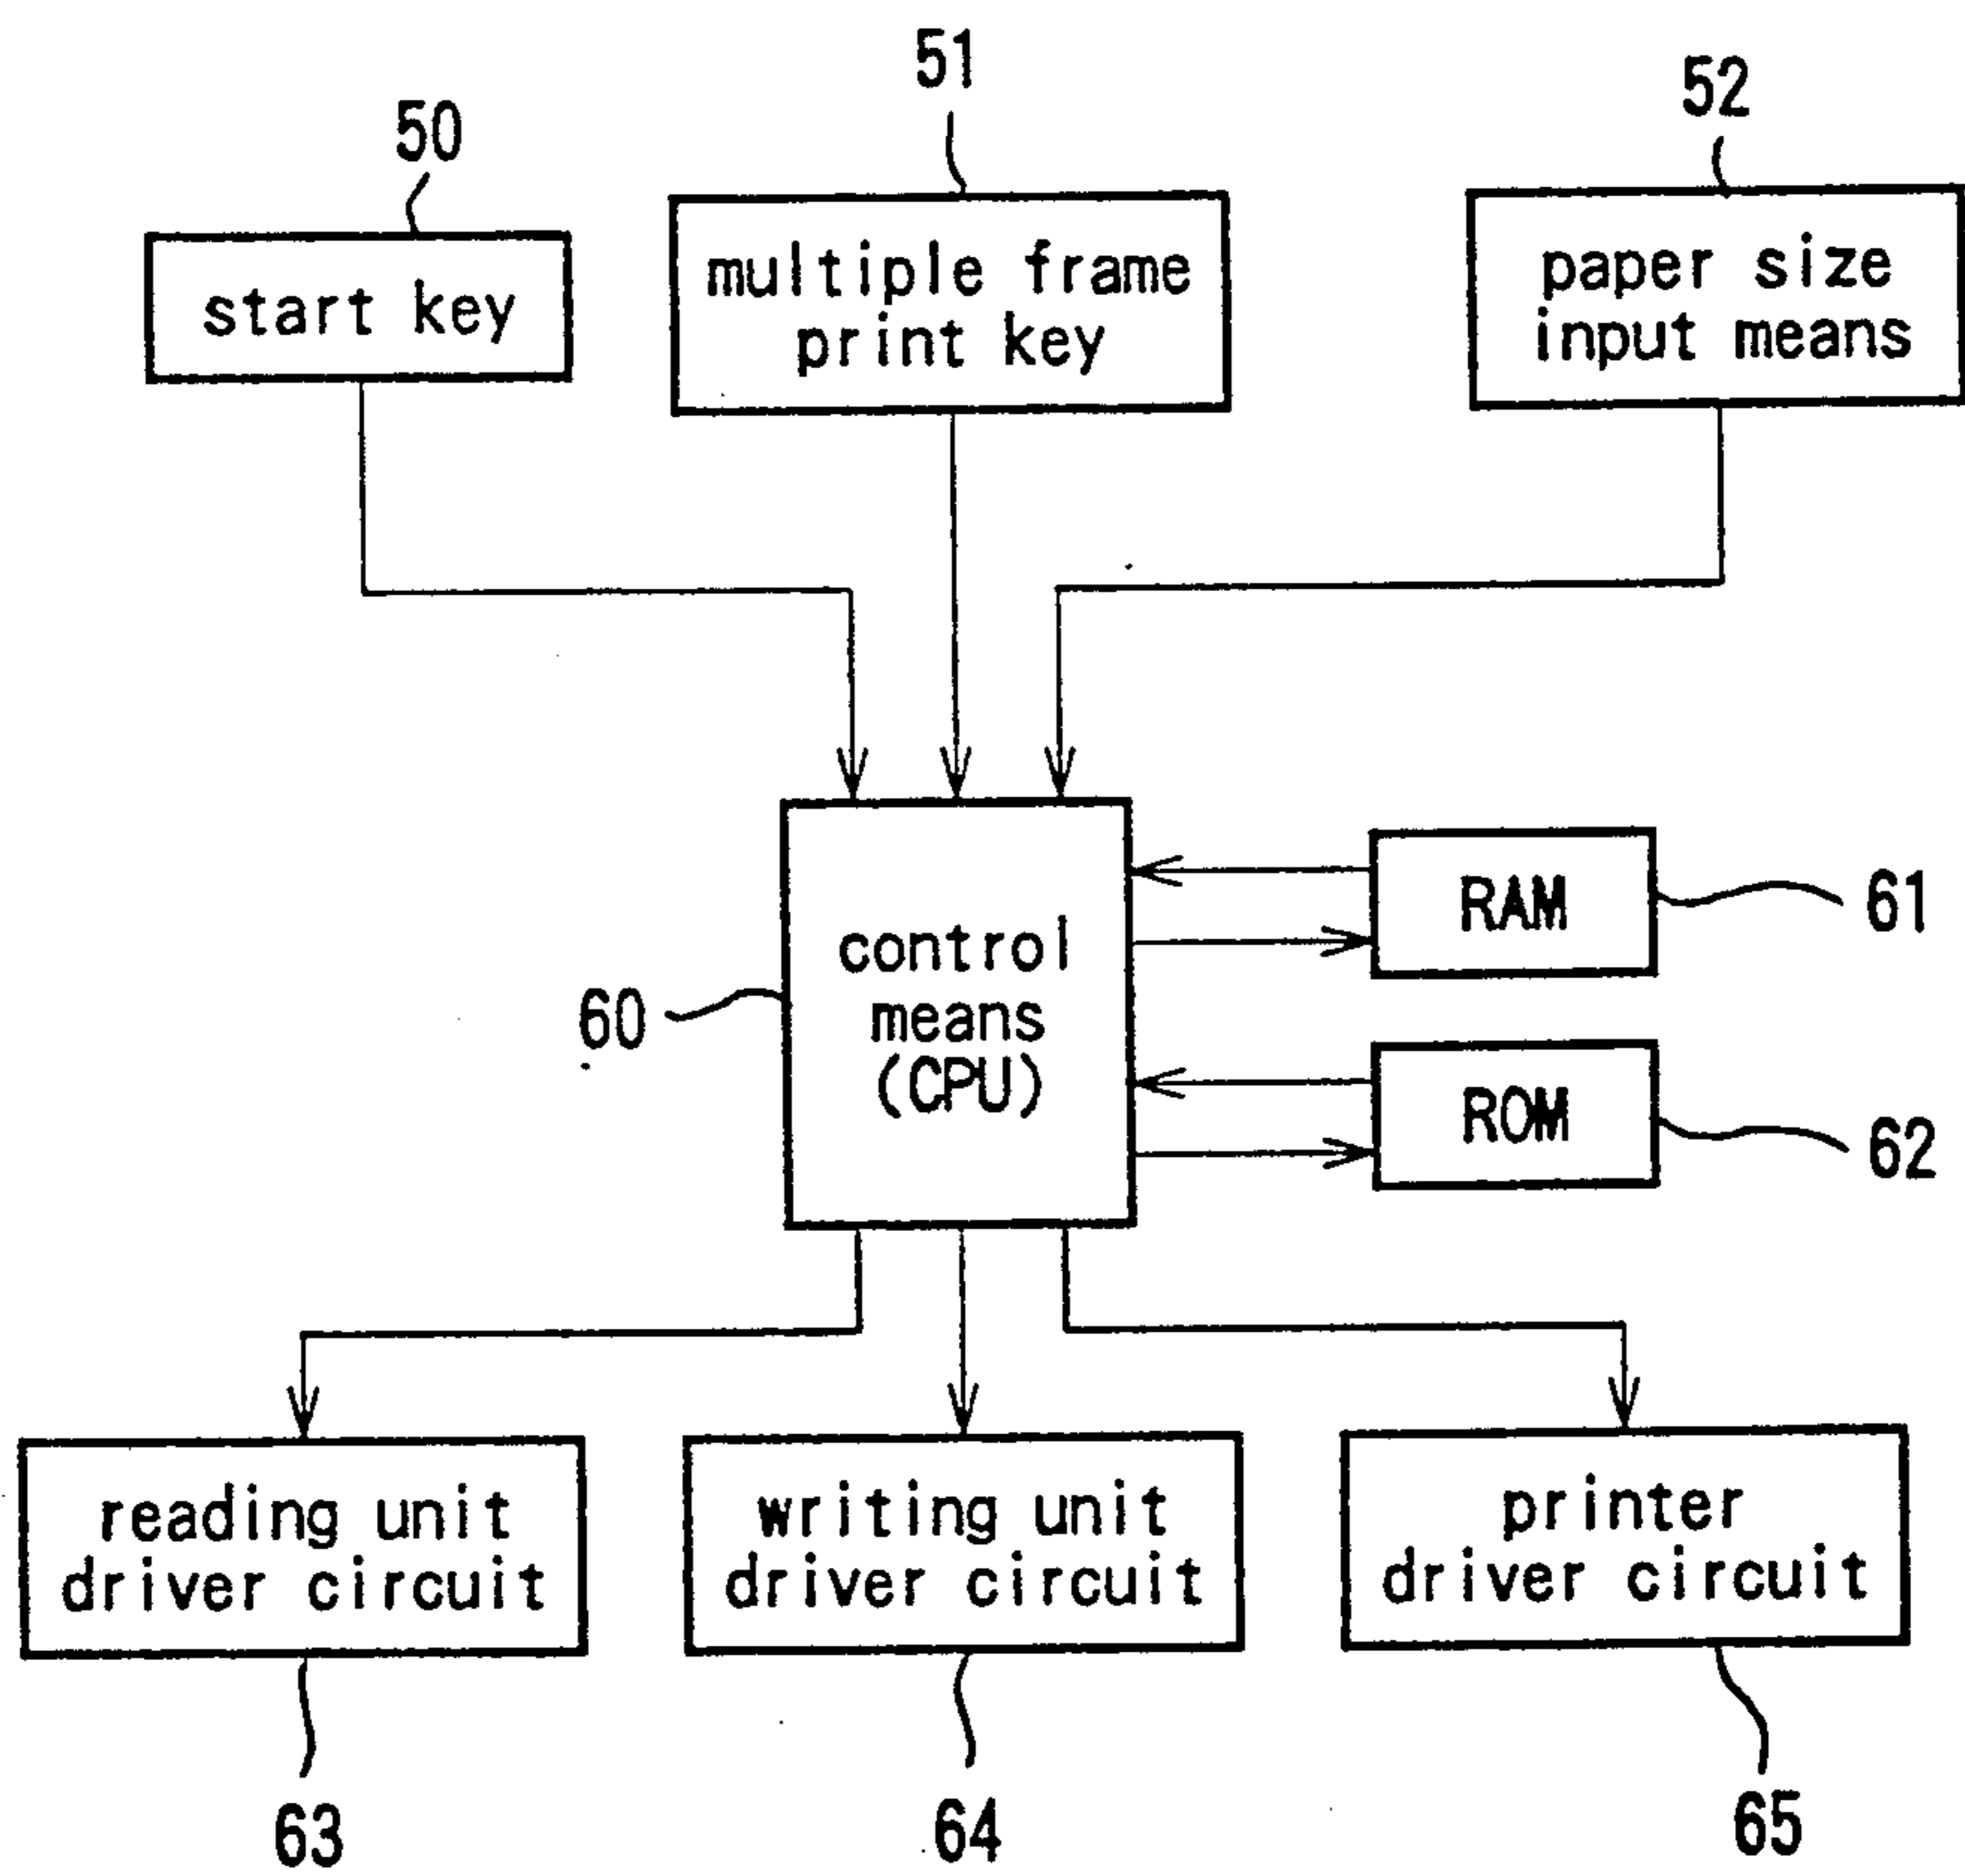 51
52
50
start key
multiple frame
print key
paper size
input means
control
means
(CPU)
60
RAM
61
ROM
62
reading unit
driver circuit
writing unit
driver circuit
printer
driver circuit
63
64
65